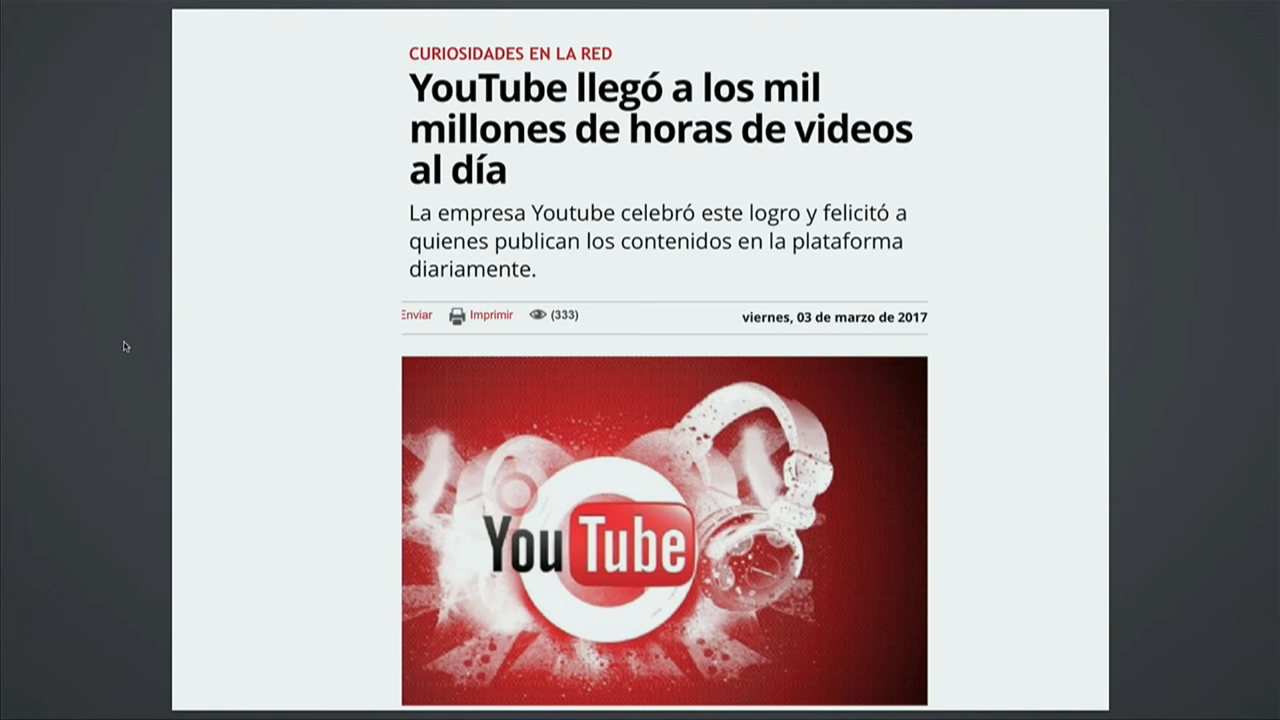 CURIOSIDADES EN LA RED
YouTube llegó a los mil
millones de horas de videos
al día
La empresa Youtube celebró este logro y felicitó a
quienes publican los contenidos en la plataforma
diariamente.
Enviar Imprimir (333) viernes, 03 de marzo de 2017
YouTube